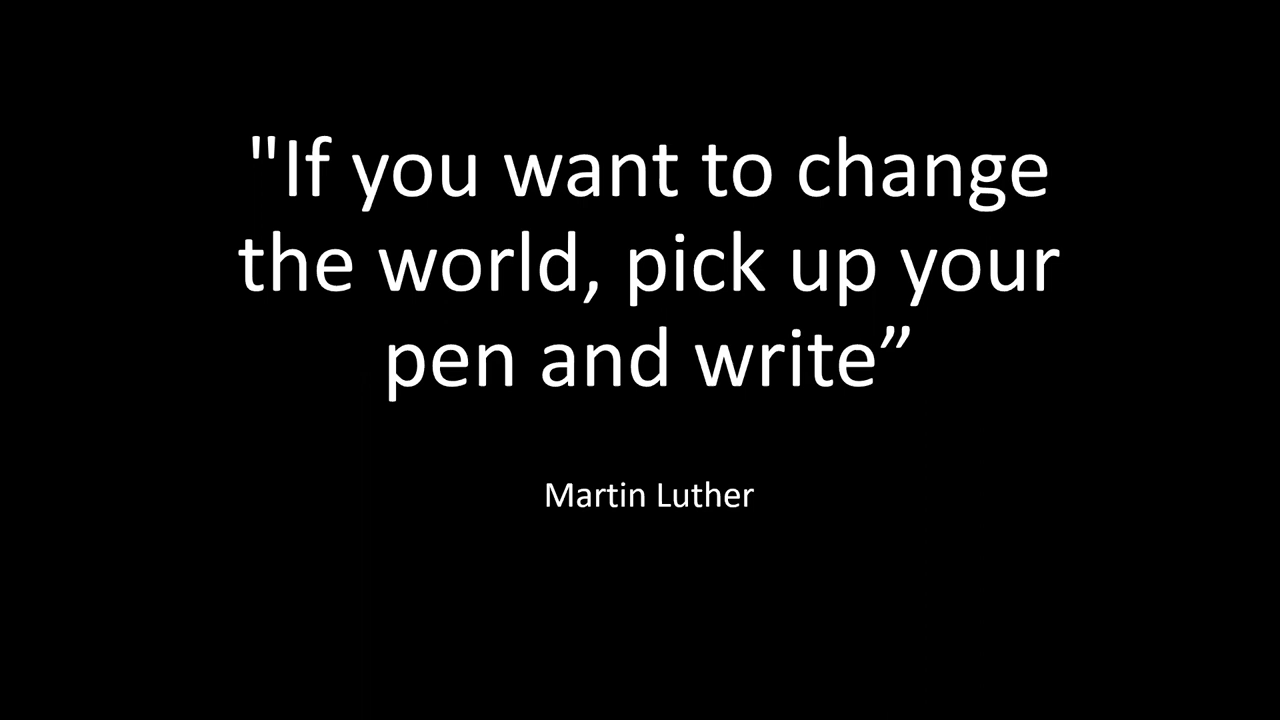 "If you want to change
the world, pick up your
pen and write”
Martin Luther